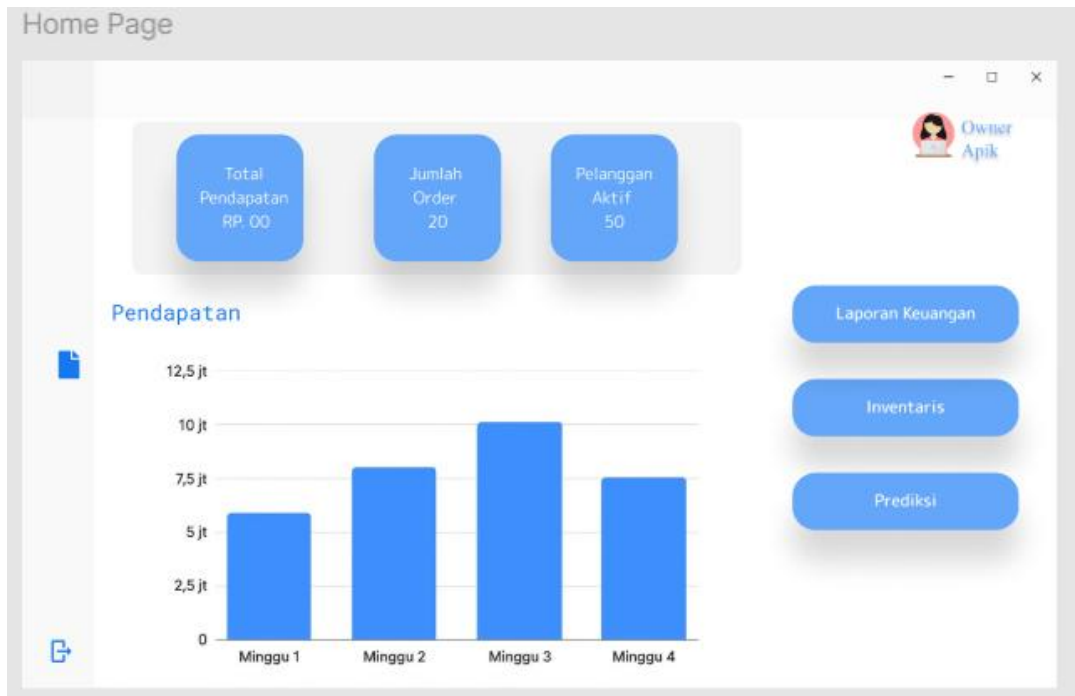 Home Page
Owner
Apik
Total
Pendapatan
RP. 00
Jumlah
Order
20
Pelanggan
Aktif
50
Pendapatan
12,5 jt
10 jt
7,5 jt
5 jt
2,5 jt
0
Minggu 1
Minggu 2
Minggu 3
Minggu 4
Laporan Keuangan
Inventaris
Prediksi